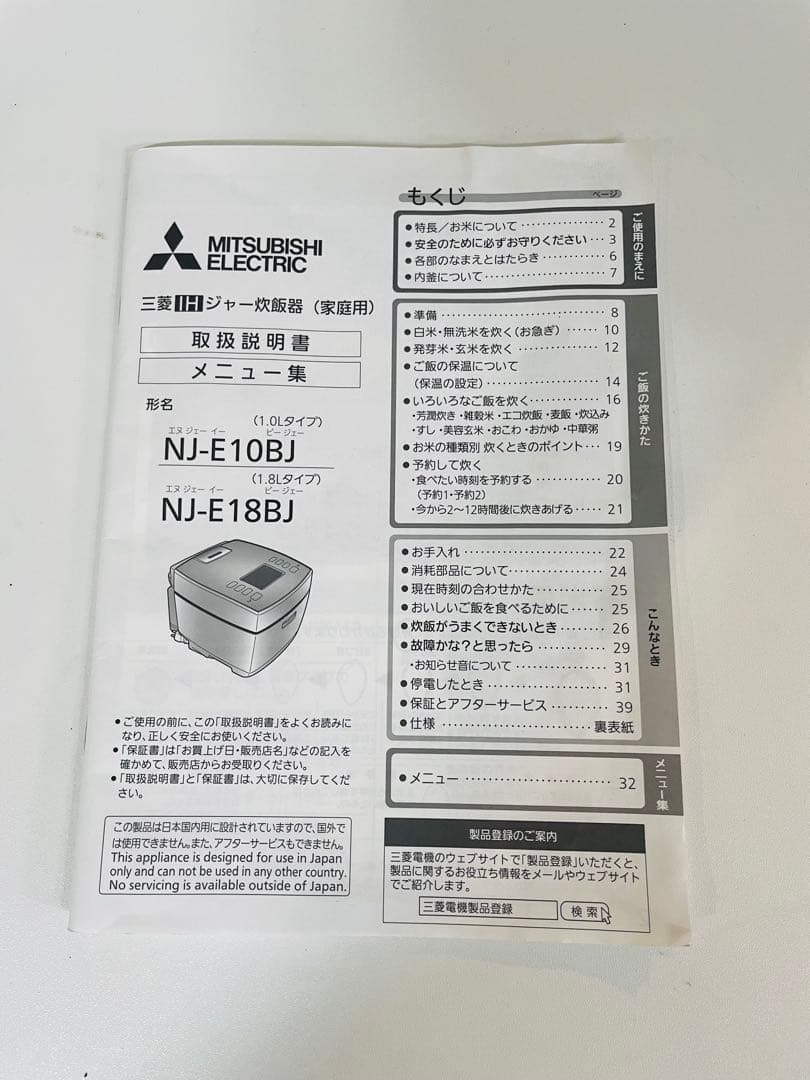 MITSUBISHI
ELECTRIC
三菱IHジャー炊飯器（家庭用）
取扱説明書
メニュー集
形名
（1.0Lタイプ）
エヌ ジェー イー ビー ジェー
NJ-E10BJ
（1.8Lタイプ）
エヌ ジェー イー ビー ジェー
NJ-E18BJ
●ご使用の前に、この「取扱説明書」をよくお読みに
なり、正しく安全にお使いください。
●「保証書」は「お買上げ日・販売店名」などの記入を
確かめて、販売店からお受取りください。
●「取扱説明書」と「保証書」は、大切に保存してくだ
さい。
この製品は日本国内用に設計されていますので、国外で
は使用できません。また、アフターサービスもできません。
This appliance is designed for use in Japan
only and can not be used in any other country.
No servicing is available outside of Japan.
もくじ ページ
ご使用のまえに
●特長／お米について ················ 2
●安全のために必ずお守りください ··· 3
●各部のなまえとはたらき ············ 6
●内釜について ······················ 7
ご飯の炊きかた
●準備 ······························ 8
●白米・無洗米を炊く（お急ぎ） ······ 10
●発芽米・玄米を炊く ··············· 12
●ご飯の保温について
（保温の設定） ····················· 14
●いろいろなご飯を炊く ············· 16
・芳潤炊き・雑穀米・エコ炊飯・麦飯・炊込み
・すし・美容玄米・おこわ・おかゆ・中華粥
●お米の種類別 炊くときのポイント ··· 19
●予約して炊く
・食べたい時刻を予約する ············ 20
（予約1・予約2）
・今から2〜12時間後に炊きあげる ····· 21
こんなとき
●お手入れ ·························· 22
●消耗部品について ················· 24
●現在時刻の合わせかた ············· 25
●おいしいご飯を食べるために ······ 25
●炊飯がうまくできないとき ········ 26
●故障かな？と思ったら ············· 29
・お知らせ音について ··············· 31
●停電したとき ····················· 31
●保証とアフターサービス ·········· 39
●仕様 ··························· 裏表紙
メニュー集
●メニュー ·························· 32
製品登録のご案内
三菱電機のウェブサイトで「製品登録」いただくと、
製品に関するお役立ち情報をメールやウェブサイト
でご紹介します。
三菱電機製品登録 検索